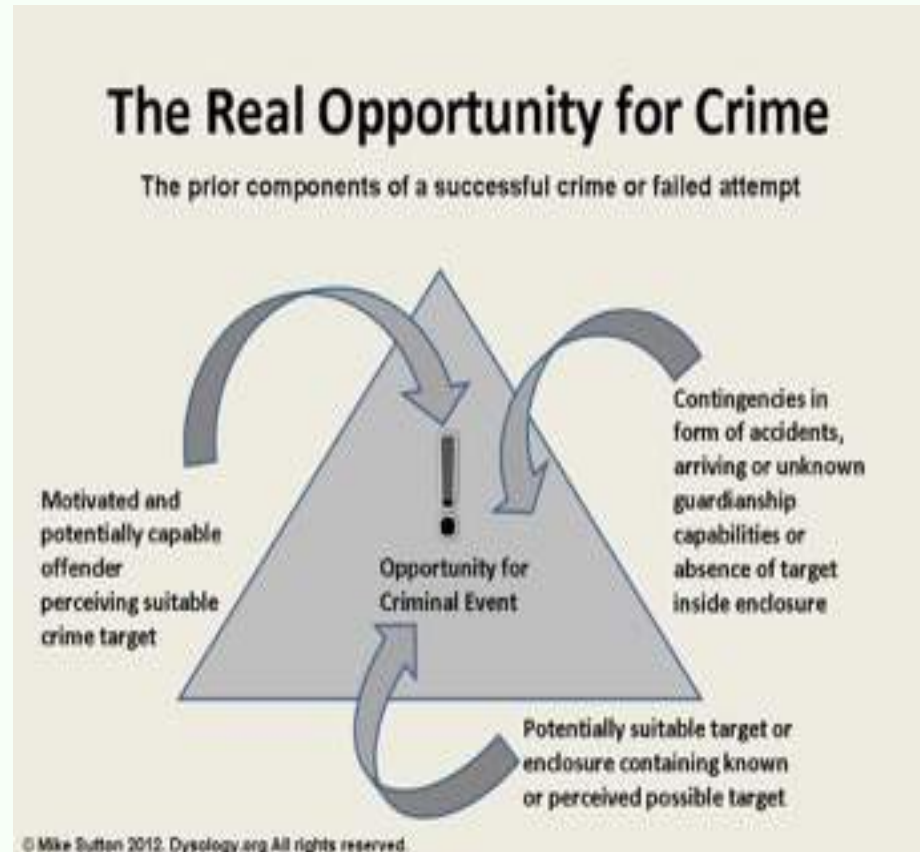 The Real Opportunity for Crime
The prior components of a successful crime or failed attempt
Motivated and
potentially capable
offender
perceiving suitable
crime target
!
Opportunity for
Criminal Event
Contingencies in
form of accidents,
arriving or unknown
guardianship
capabilities or
absence of target
inside enclosure
Potentially suitable target or
enclosure containing known
or perceived possible target
© Mike Sutton 2012. Dysology.org All rights reserved.